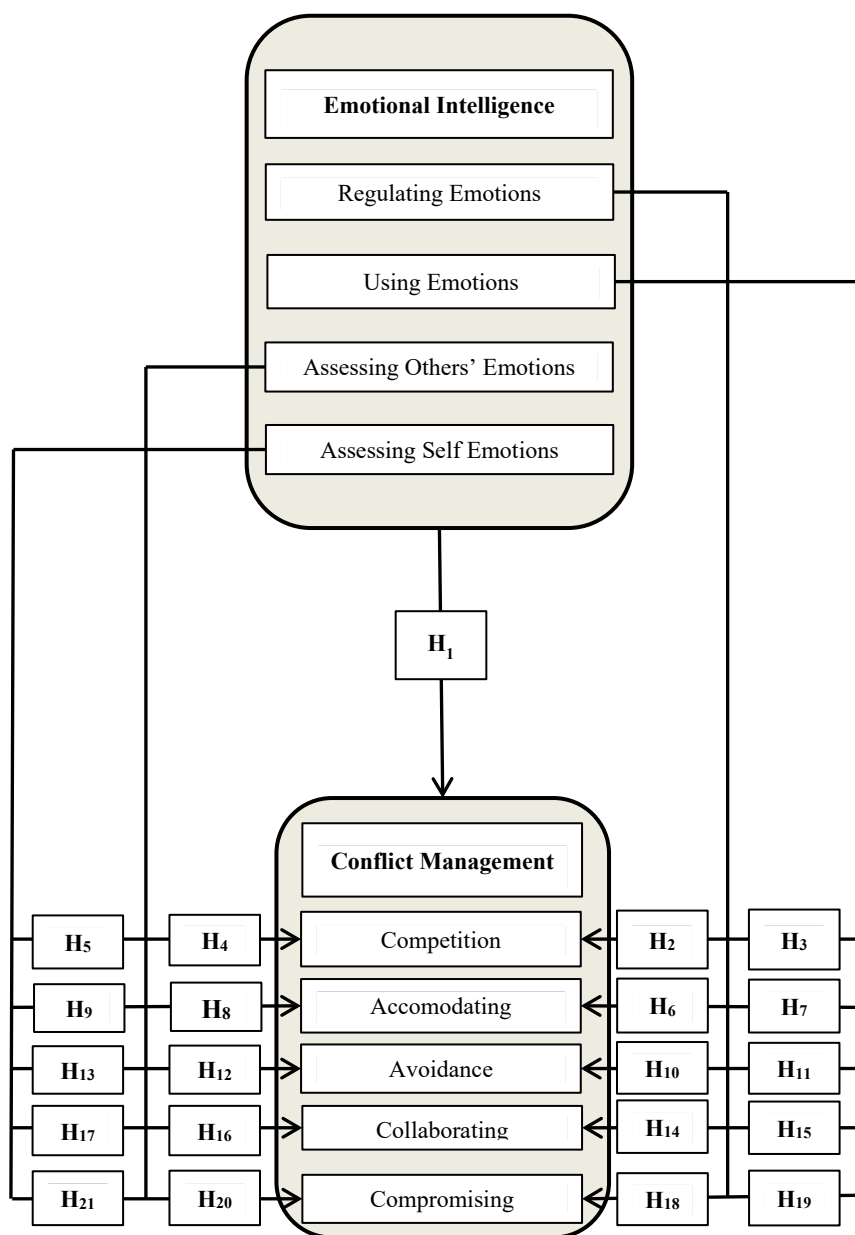 Emotional Intelligence
Regulating Emotions
Using Emotions
Assessing Others’ Emotions
Assessing Self Emotions
H1
Conflict Management
H5 H4 Competition H2 H3
H9 H8 Accomodating H6 H7
H13 H12 Avoidance H10 H11
H17 H16 Collaborating H14 H15
H21 H20 Compromising H18 H19